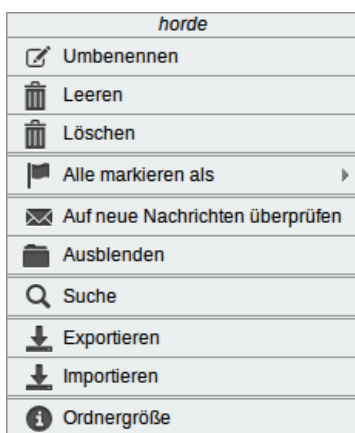 horde
Umbenennen
Leeren
Löschen
Alle markieren als
Auf neue Nachrichten überprüfen
Ausblenden
Suche
Exportieren
Importieren
Ordnergröße